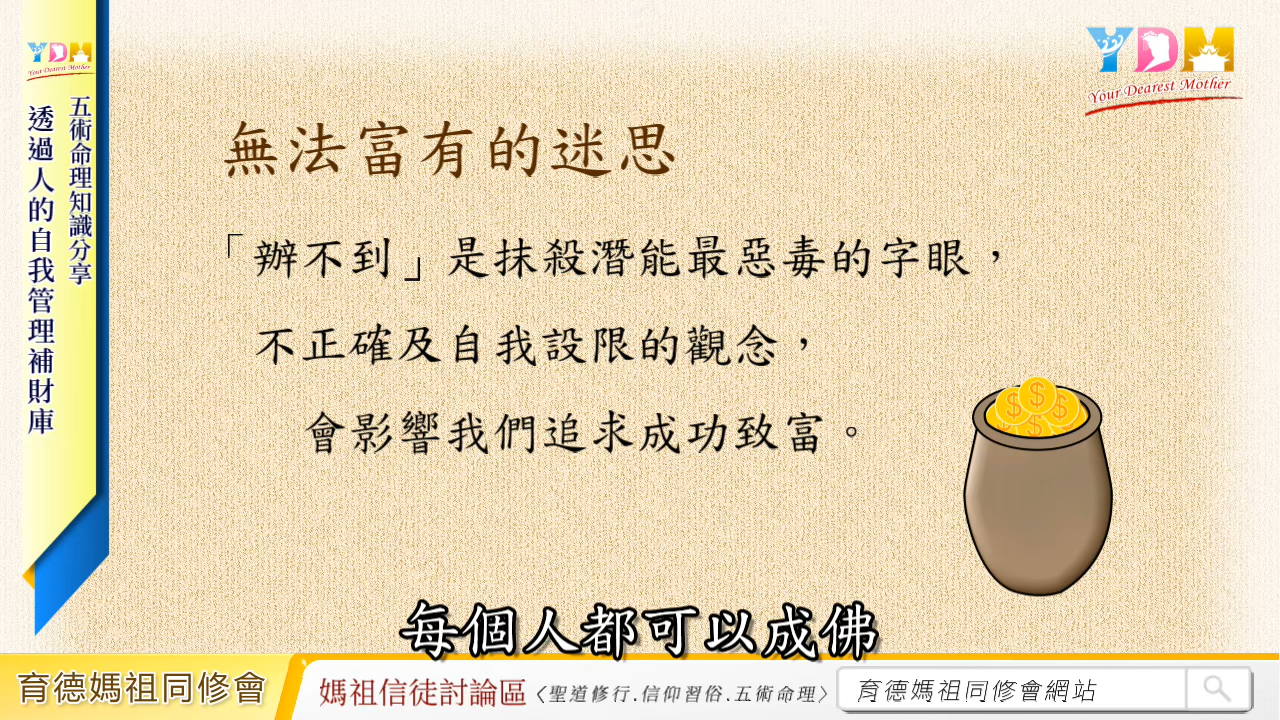 YDM
Your Dearest Mother
五術命理知識分享
透過人的自我管理補財庫
YDM
Your Dearest Mother
無法富有的迷思
「辦不到」是抹殺潛能最惡毒的字眼，
不正確及自我設限的觀念，
會影響我們追求成功致富。
$ $ $ $
每個人都可以成佛
育德媽祖同修會
媽祖信徒討論區〈聖道修行.信仰習俗.五術命理〉
育德媽祖同修會網站